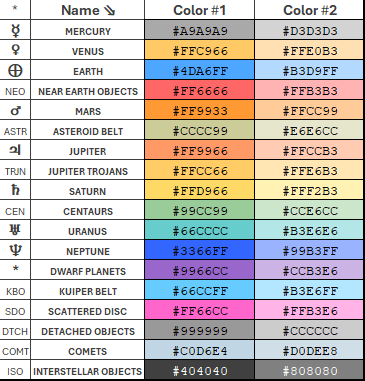 * Name ⇘ Color #1 Color #2
☿ MERCURY #A9A9A9 #D3D3D3
♀ VENUS #FFC966 #FFE0B3
🜨 EARTH #4DA6FF #B3D9FF
NEO NEAR EARTH OBJECTS #FF6666 #FFB3B3
♂ MARS #FF9933 #FFCC99
ASTR ASTEROID BELT #CCCC99 #E6E6CC
♃ JUPITER #FF9966 #FFCCB3
TRJN JUPITER TROJANS #FFCC66 #FFE6B3
♄ SATURN #FFD966 #FFF2B3
CEN CENTAURS #99CC99 #CCE6CC
♅ URANUS #66CCCC #B3E6E6
♆ NEPTUNE #3366FF #99B3FF
* DWARF PLANETS #9966CC #CCB3E6
KBO KUIPER BELT #66CCFF #B3E6FF
SDO SCATTERED DISC #FF66CC #FFB3E6
DTCH DETACHED OBJECTS #999999 #CCCCCC
COMT COMETS #C0D6E4 #D0DEE8
ISO INTERSTELLAR OBJECTS #404040 #808080